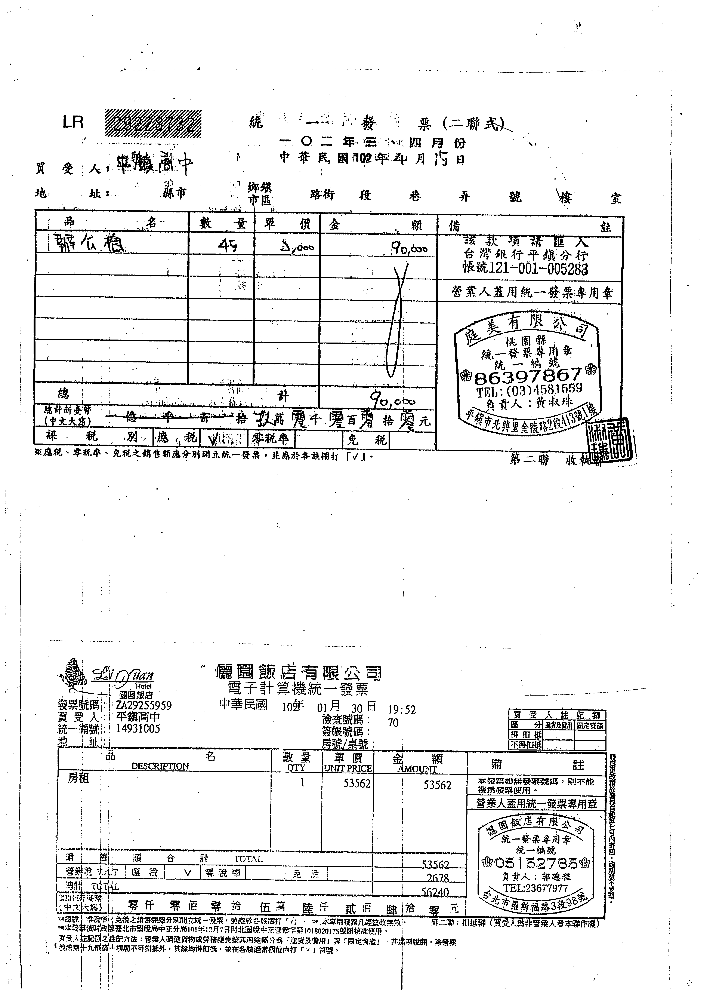 LR 29228732 統一發票(二聯式)
一〇二年三四月份
中華民國102年4月15日
買受人:平鎮高中
地址: 縣市 鄉鎮市區 路街 段 巷 弄 號 樓 室
品名 數量 單價 金額 備註
辦公椅 45 90,000
該款項請匯入
台灣銀行平鎮分行
帳號121-001-005283
營業人蓋用統一發票專用章
庭美有限公司
桃園縣
統一發票專用章
統一編號
86397867
TEL:(03)4581659
負責人:黃淑珠
平鎮市北興里金陵路2段413號1樓
總計 90,000
總計新臺幣
(中文大寫) 億 千 百 拾 玖萬零千零百零拾零元
課稅別 應稅 √ 零稅率 免稅
※應稅、零稅率、免稅之銷售額應分別開立統一發票,並應於各該欄打「√」。
第二聯 收執聯
Li Yuan
Hotel
儷園飯店
儷園飯店有限公司
電子計算機統一發票
中華民國 102年 01月 30日 19:52
發票號碼: ZA29255959
買受人: 平鎮高中
統一編號: 14931005
地址:
檢查號碼: 70
簽帳號碼:
房號/桌號:
買受人註記欄
區分 進貨及費用 固定資產
得扣抵
不得扣抵
品名 數量 單價 金額 備註
DESCRIPTION QTY UNIT PRICE AMOUNT
房租 1 53562 53562
本發票如無發票號碼,則不能
視為發票使用。
營業人蓋用統一發票專用章
儷園飯店有限公司
統一發票專用章
統一編號
05152785
負責人:郭聰程
TEL:23677977
台北市羅斯福路3段98號
銷售額合計 TOTAL 53562
營業稅 V.A.T 應稅 V 零稅率 免稅 2678
總計 TOTAL 56240
總計新臺幣
(中文大寫) 零仟零佰零拾伍萬陸仟貳佰肆拾零元
※應稅、零稅率、免稅之銷售額應分別開立統一發票,並應於各該欄打「√」。 ※.本專用發票凡經塗改無效。 第二聯:扣抵聯(買受人為非營業人者本聯作廢)
※本發票依財政部臺北市國稅局中正分局101年12月7日財北國稅中正營業字第1018020175號函核准使用。
買受人註記欄之註記方法:營業人購進貨物或勞務應先按其用途區分為「進貨及費用」與「固定資產」,其進項稅額,除營業
稅法第十九條第一項固不可扣抵外,其餘均得扣抵,並在各該適當欄位內打「v」符號。